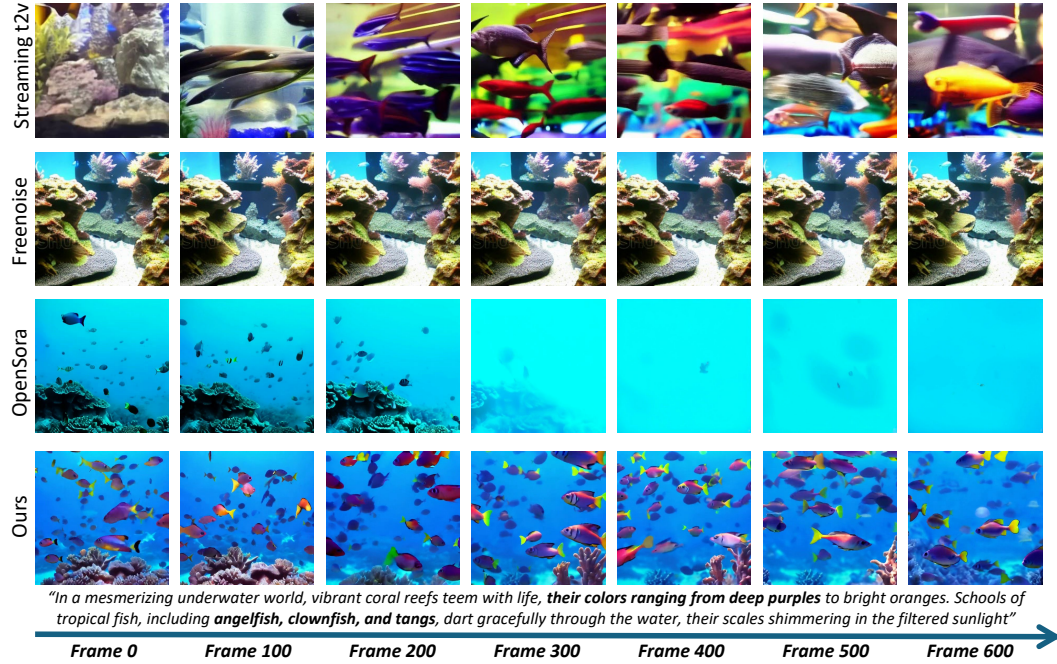 Streaming t2v
Freenoise
OpenSora
Ours
“In a mesmerizing underwater world, vibrant coral reefs teem with life, their colors ranging from deep purples to bright oranges. Schools of
tropical fish, including angelfish, clownfish, and tangs, dart gracefully through the water, their scales shimmering in the filtered sunlight”
Frame 0 Frame 100 Frame 200 Frame 300 Frame 400 Frame 500 Frame 600